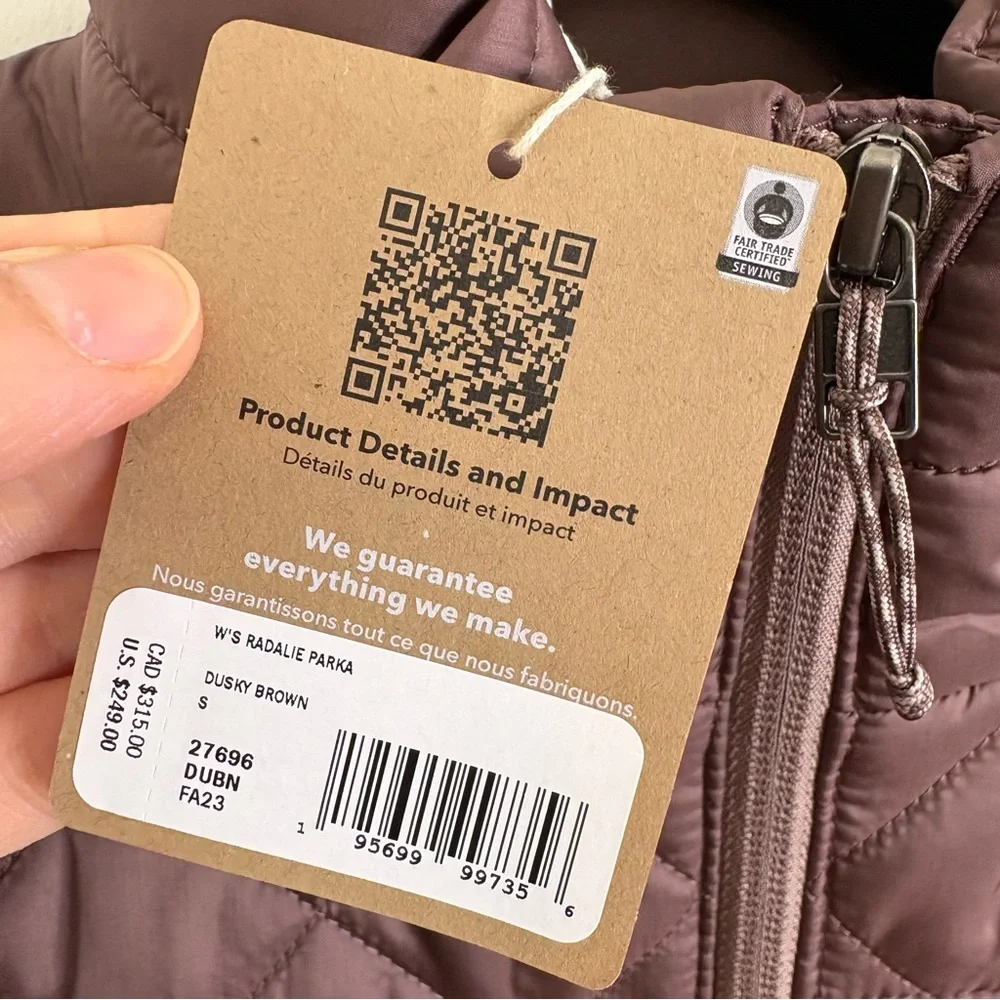 FAIR TRADE
CERTIFIED™
SEWING
Product Details and Impact
Détails du produit et impact
We guarantee
everything we make.
Nous garantissons tout ce que nous fabriquons.
CAD $315.00
U.S. $249.00
W'S RADALIE PARKA
DUSKY BROWN
S
27696
DUBN
FA23
1 95699 99735 6